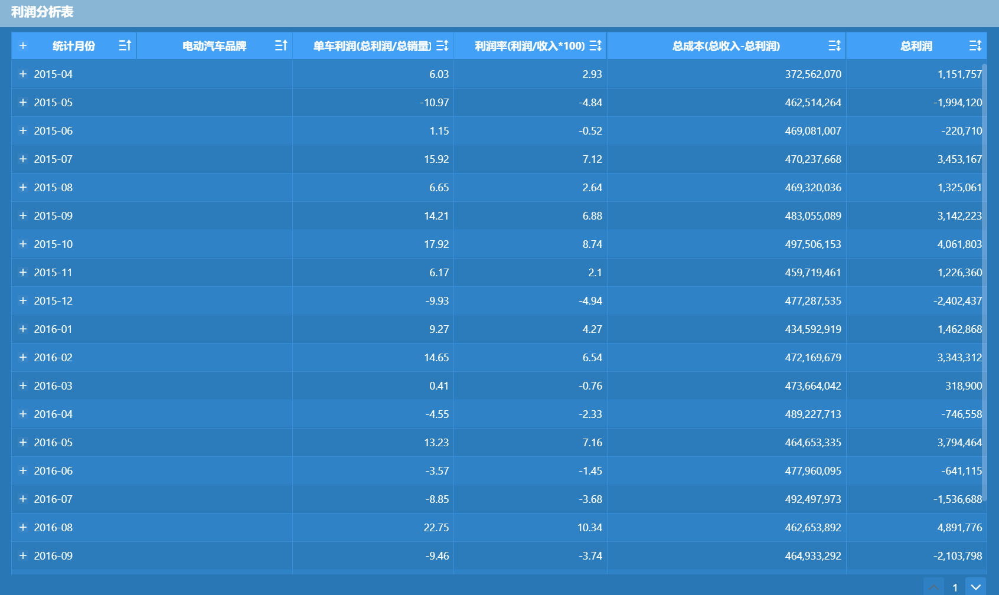 利润分析表
统计月份 电动汽车品牌 单车利润(总利润/总销量) 利润率(利润/收入*100) 总成本(总收入-总利润) 总利润
2015-04 6.03 2.93 372,562,070 1,151,757
2015-05 -10.97 -4.84 462,514,264 -1,994,120
2015-06 1.15 -0.52 469,081,007 -220,710
2015-07 15.92 7.12 470,237,668 3,453,167
2015-08 6.65 2.64 469,320,036 1,325,061
2015-09 14.21 6.88 483,055,089 3,142,223
2015-10 17.92 8.74 497,506,153 4,061,803
2015-11 6.17 2.1 459,719,461 1,226,360
2015-12 -9.93 -4.94 477,287,535 -2,402,437
2016-01 9.27 4.27 434,592,919 1,462,868
2016-02 14.65 6.54 472,169,679 3,343,312
2016-03 0.41 -0.76 473,664,042 318,900
2016-04 -4.55 -2.33 489,227,713 -746,558
2016-05 13.23 7.16 464,653,335 3,794,464
2016-06 -3.57 -1.45 477,960,095 -641,115
2016-07 -8.85 -3.68 492,497,973 -1,536,688
2016-08 22.75 10.34 462,653,892 4,891,776
2016-09 -9.46 -3.74 464,933,292 -2,103,798
1